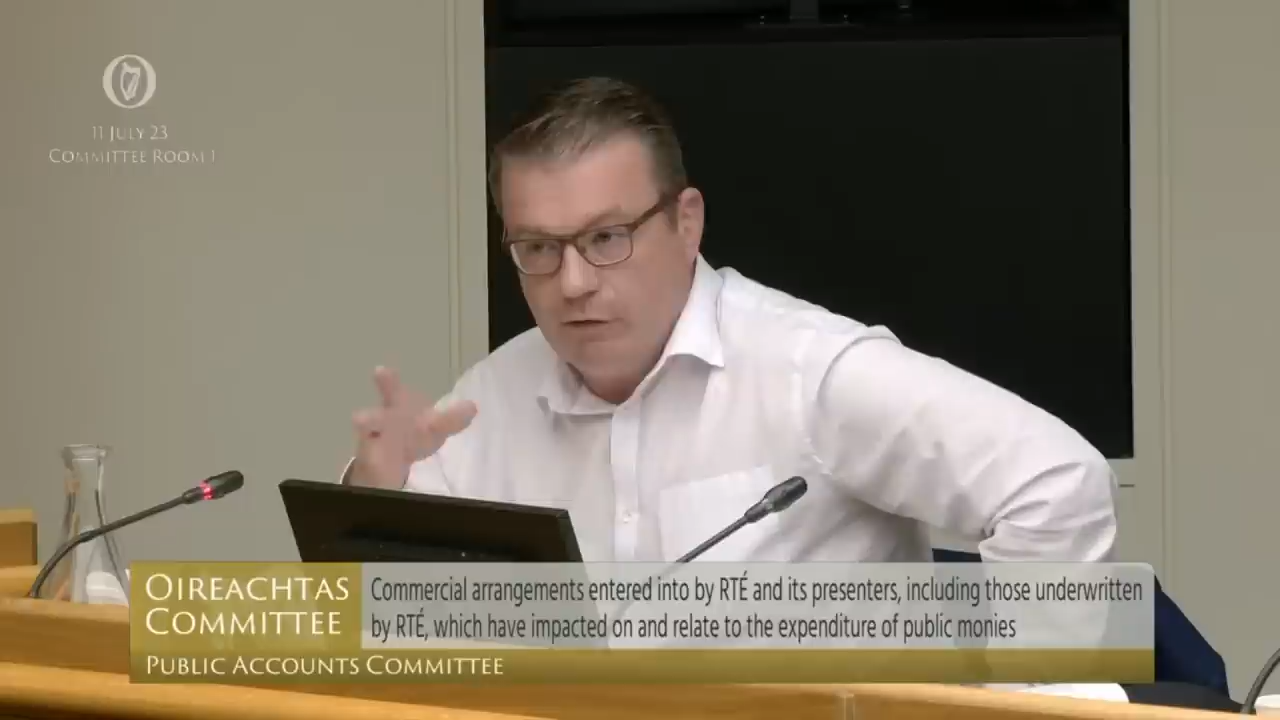 11 July 23
Committee Room 1
Oireachtas
Committee
Commercial arrangements entered into by RTÉ and its presenters, including those underwritten
by RTÉ, which have impacted on and relate to the expenditure of public monies
Public Accounts Committee